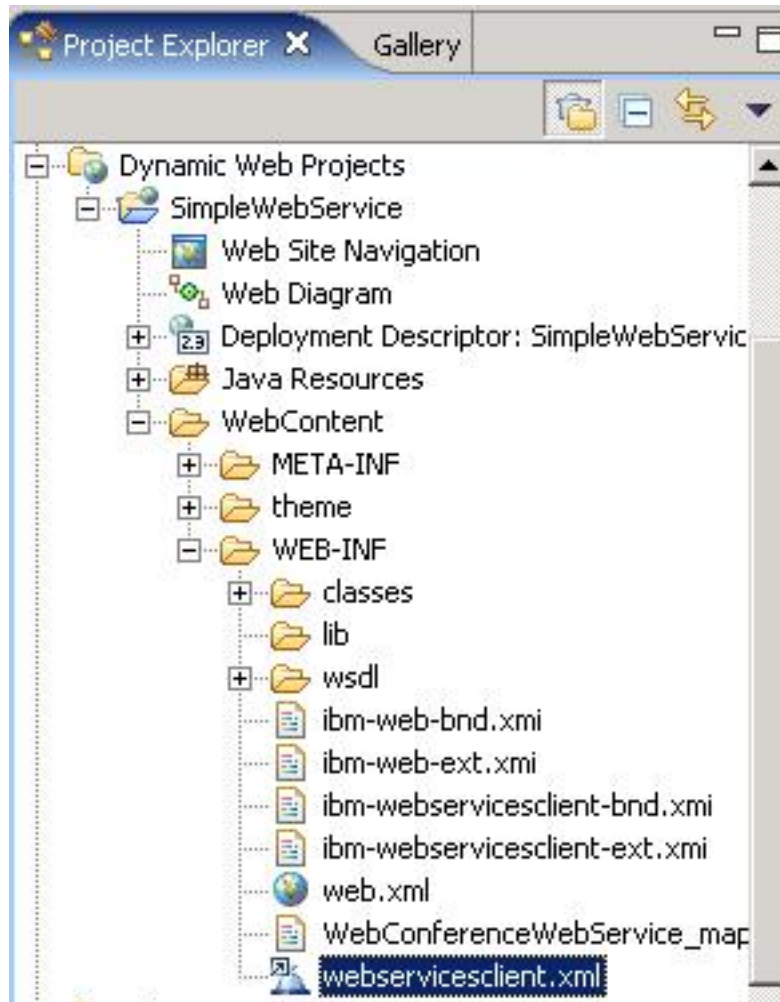 Project Explorer Gallery
Dynamic Web Projects
SimpleWebService
Web Site Navigation
Web Diagram
2.3 Deployment Descriptor: SimpleWebServic
Java Resources
WebContent
META-INF
theme
WEB-INF
classes
lib
wsdl
ibm-web-bnd.xmi
ibm-web-ext.xmi
ibm-webservicesclient-bnd.xmi
ibm-webservicesclient-ext.xmi
web.xml
WebConferenceWebService_map
webservicesclient.xml